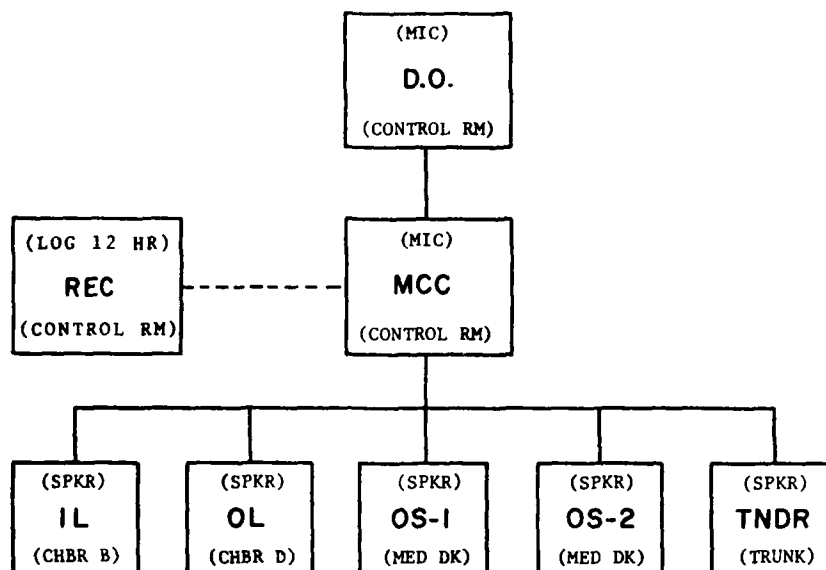 (MIC)
D.O.
(CONTROL RM)
(LOG 12 HR)
REC
(CONTROL RM)
(MIC)
MCC
(CONTROL RM)
(SPKR)
IL
(CHBR B)
(SPKR)
OL
(CHBR D)
(SPKR)
OS-1
(MED DK)
(SPKR)
OS-2
(MED DK)
(SPKR)
TNDR
(TRUNK)